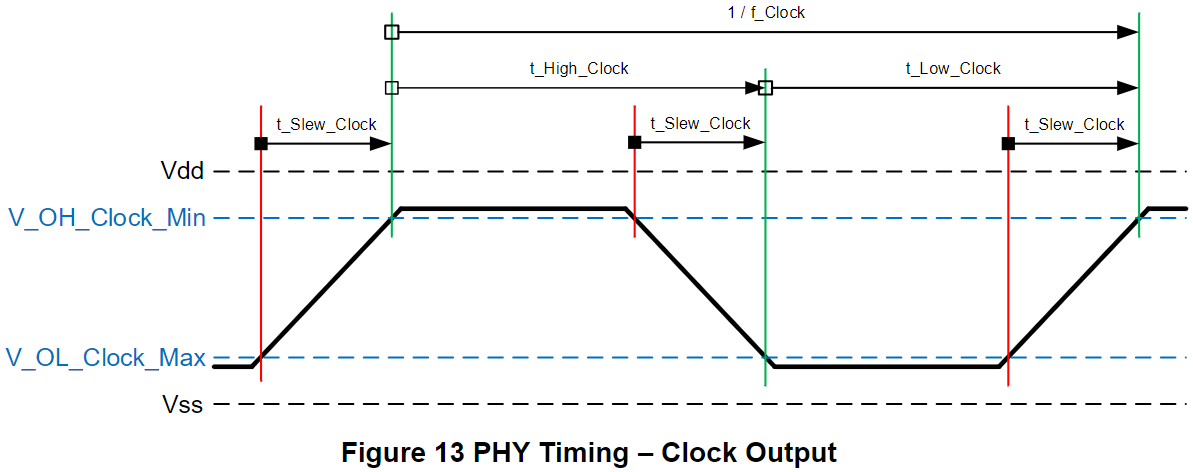 1 / f_Clock
t_High_Clock
t_Low_Clock
t_Slew_Clock
t_Slew_Clock
t_Slew_Clock
Vdd
V_OH_Clock_Min
V_OL_Clock_Max
Vss
Figure 13 PHY Timing – Clock Output